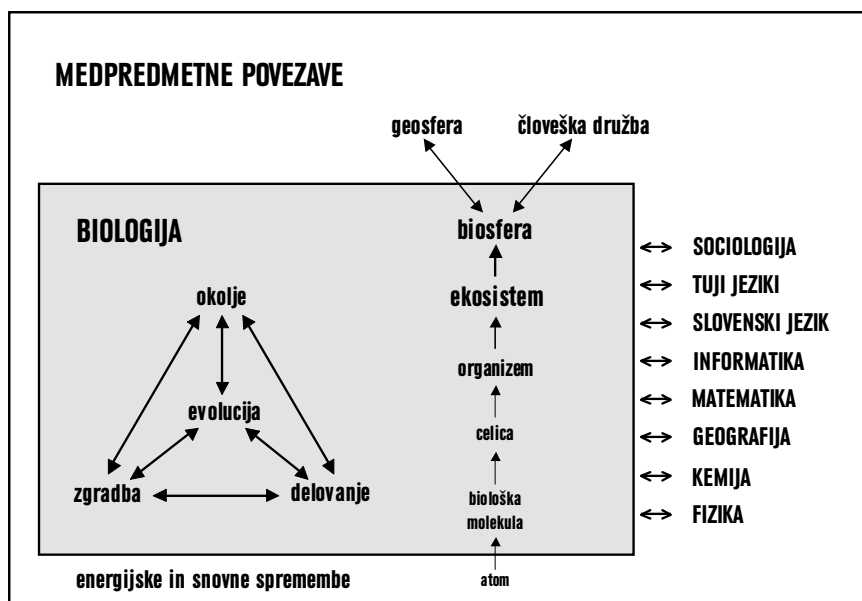 MEDPREDMETNE POVEZAVE
geosfera
človeška družba
BIOLOGIJA
okolje
evolucija
zgradba
delovanje
biosfera
ekosistem
organizem
celica
biološka
molekula
atom
energijske in snovne spremembe
SOCIOLOGIJA
TUJI JEZIKI
SLOVENSKI JEZIK
INFORMATIKA
MATEMATIKA
GEOGRAFIJA
KEMIJA
FIZIKA